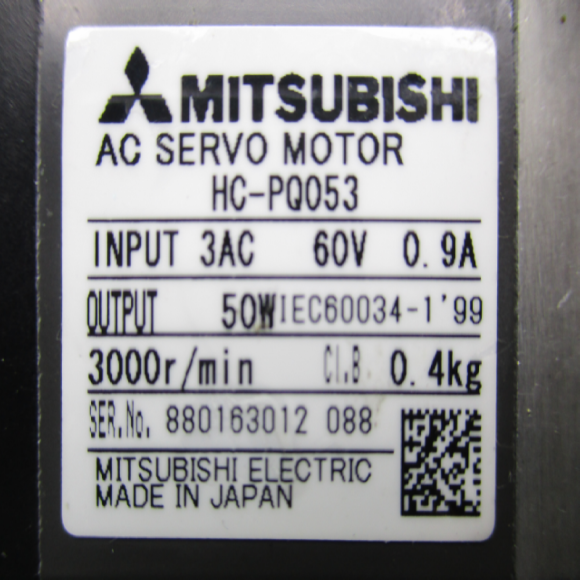 MITSUBISHI
AC SERVO MOTOR
HC-PQ053
INPUT 3AC 60V 0.9A
OUTPUT 50W IEC60034-1'99
3000r/min Cl.B 0.4kg
SER.No. 880163012 088
MITSUBISHI ELECTRIC
MADE IN JAPAN